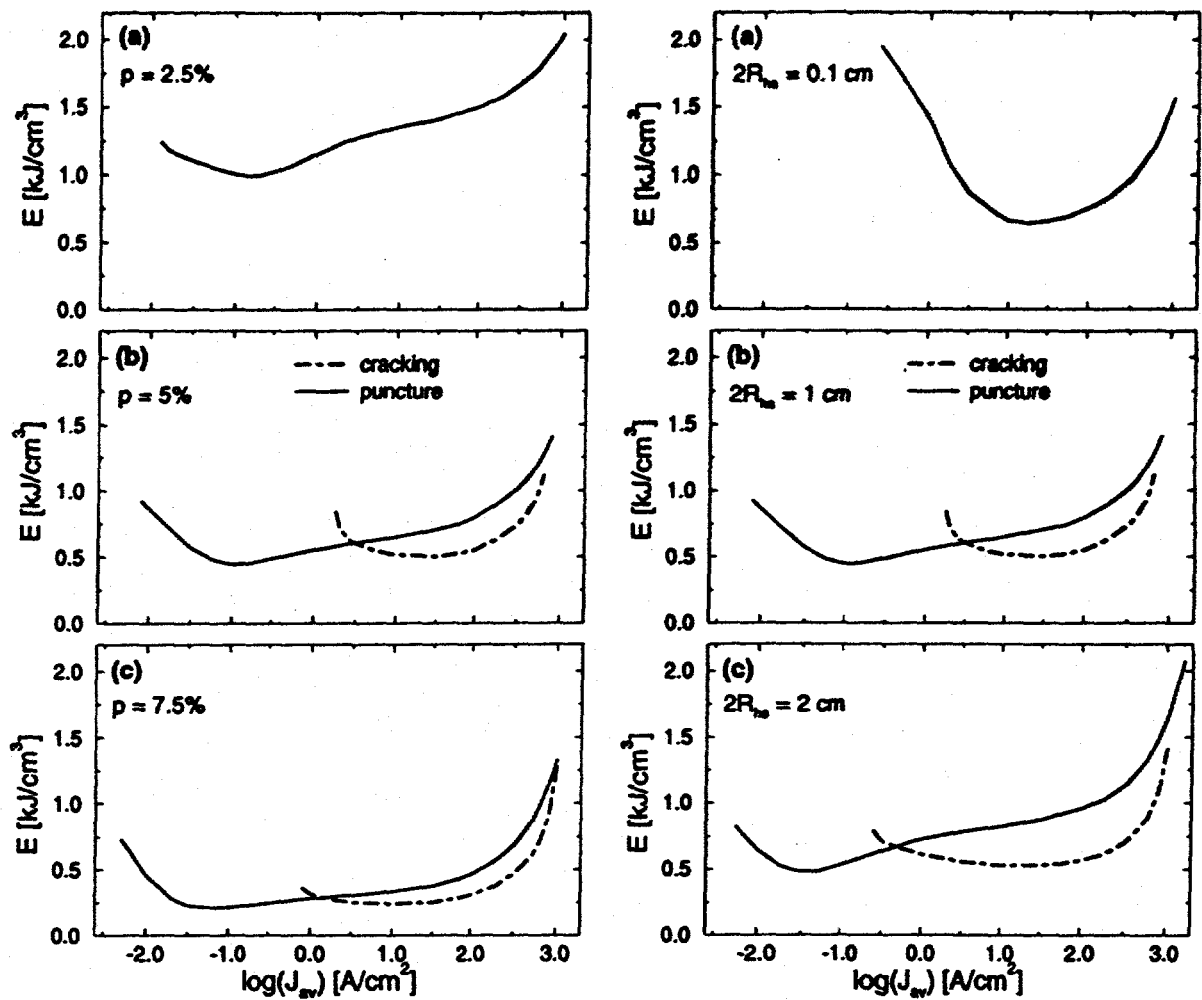 (a)
p = 2.5%
2.0
1.5
1.0
0.5
0.0
E [kJ/cm³]
(a)
2Rₕₛ = 0.1 cm
2.0
1.5
1.0
0.5
0.0
E [kJ/cm³]
(b)
p = 5%
cracking
puncture
2.0
1.5
1.0
0.5
0.0
E [kJ/cm³]
(b)
2Rₕₛ = 1 cm
cracking
puncture
2.0
1.5
1.0
0.5
0.0
E [kJ/cm³]
(c)
p = 7.5%
2.0
1.5
1.0
0.5
0.0
E [kJ/cm³]
-2.0 -1.0 0.0 1.0 2.0 3.0
log(Jav) [A/cm²]
(c)
2Rₕₛ = 2 cm
2.0
1.5
1.0
0.5
0.0
E [kJ/cm³]
-2.0 -1.0 0.0 1.0 2.0 3.0
log(Jav) [A/cm²]